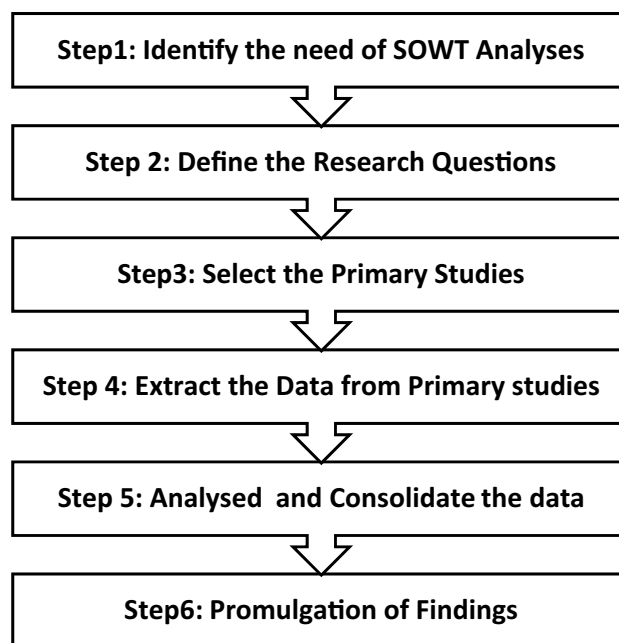 Step1: Identify the need of SOWT Analyses
Step 2: Define the Research Questions
Step3: Select the Primary Studies
Step 4: Extract the Data from Primary studies
Step 5: Analysed and Consolidate the data
Step6: Promulgation of Findings